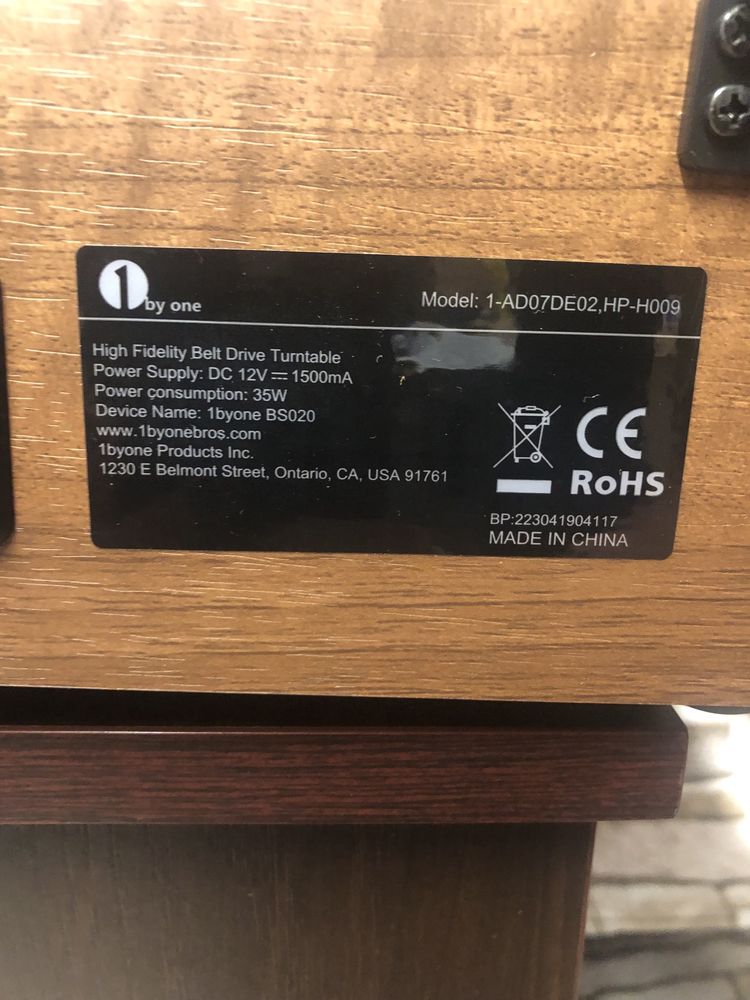 1 by one
Model: 1-AD07DE02,HP-H009
High Fidelity Belt Drive Turntable
Power Supply: DC 12V ⎓ 1500mA
Power consumption: 35W
Device Name: 1byone BS020
www.1byonebros.com
1byone Products Inc.
1230 E Belmont Street, Ontario, CA, USA 91761
CE
RoHS
BP:223041904117
MADE IN CHINA